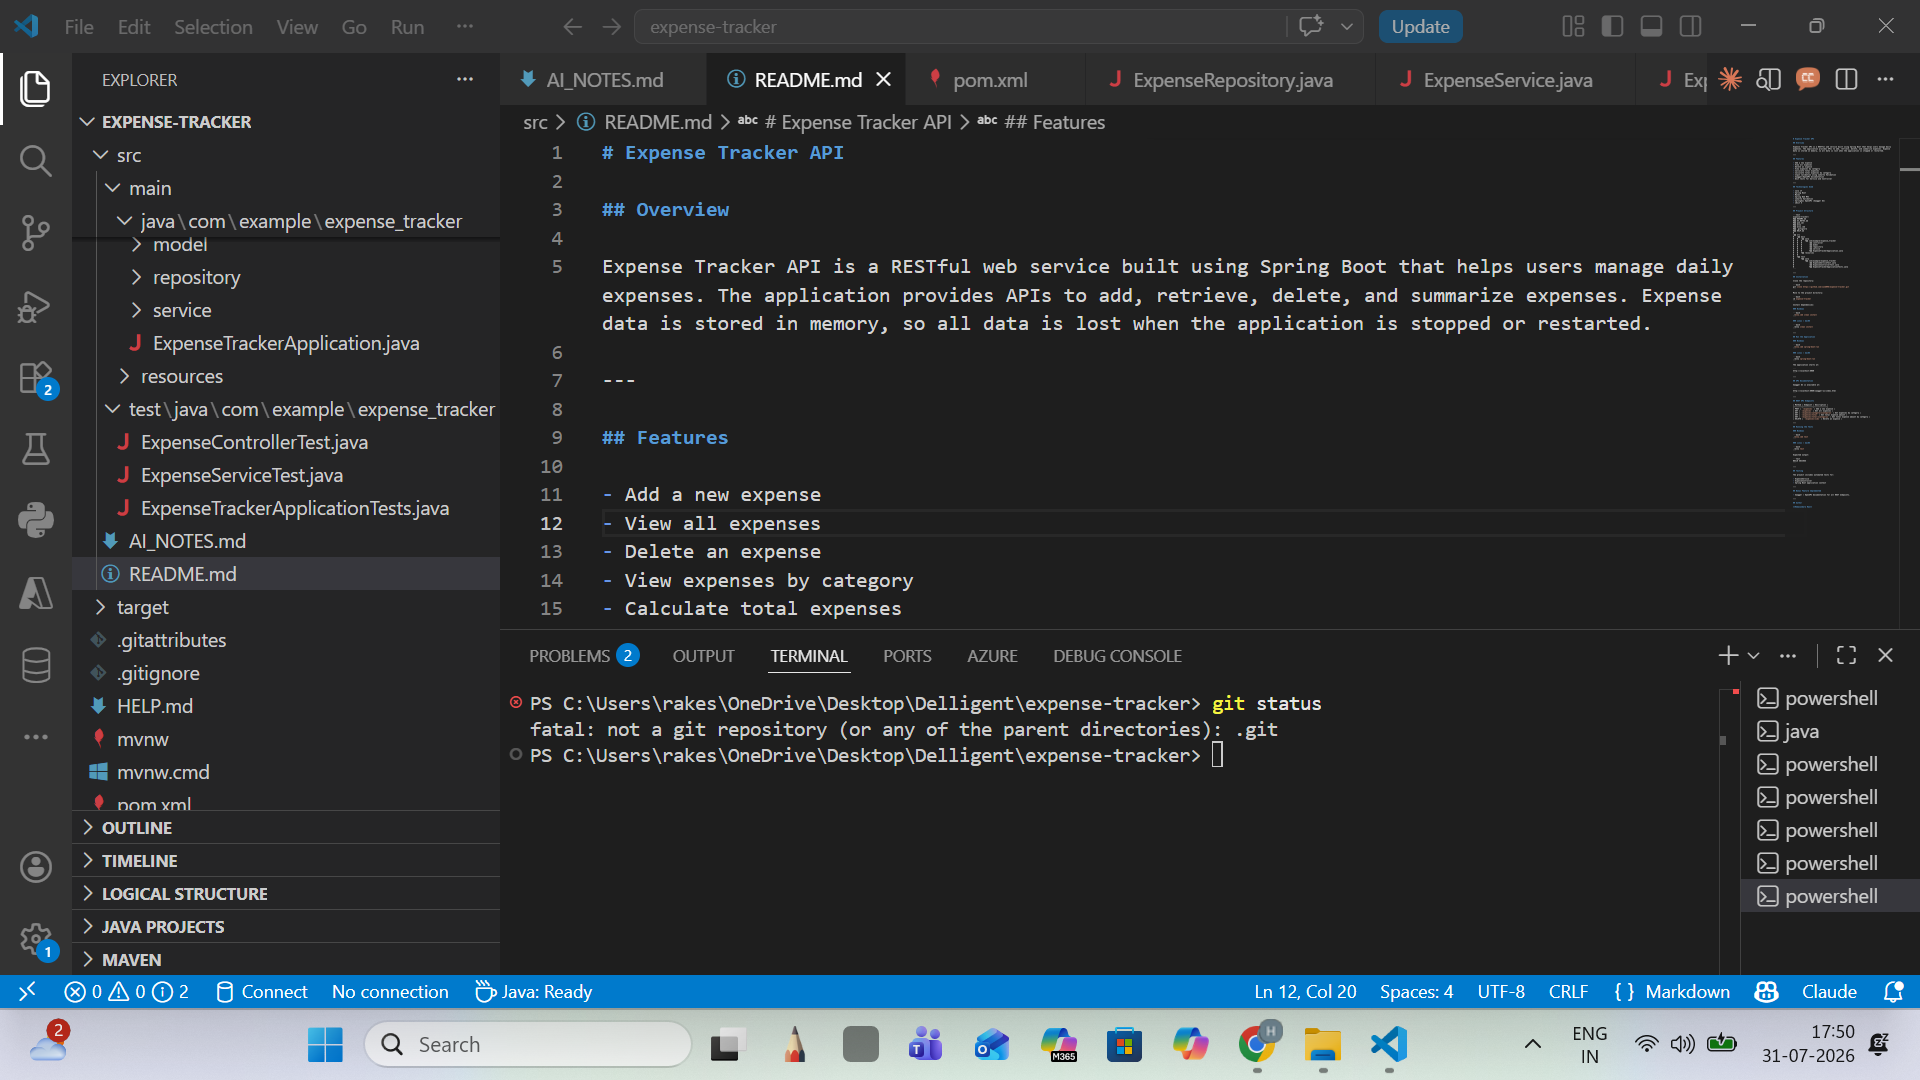 File Edit Selection View Go Run ···
expense-tracker
Update
EXPLORER
EXPENSE-TRACKER
src
main
java\com\example\expense_tracker
model
repository
service
ExpenseTrackerApplication.java
resources
test\java\com\example\expense_tracker
ExpenseControllerTest.java
ExpenseServiceTest.java
ExpenseTrackerApplicationTests.java
AI_NOTES.md
README.md
target
.gitattributes
.gitignore
HELP.md
mvnw
mvnw.cmd
pom.xml
OUTLINE
TIMELINE
LOGICAL STRUCTURE
JAVA PROJECTS
MAVEN
2
1
AI_NOTES.md README.md pom.xml ExpenseRepository.java ExpenseService.java Exp
CC
src > README.md > abc # Expense Tracker API > abc ## Features
1 # Expense Tracker API
2
3 ## Overview
4
5 Expense Tracker API is a RESTful web service built using Spring Boot that helps users manage daily
expenses. The application provides APIs to add, retrieve, delete, and summarize expenses. Expense
data is stored in memory, so all data is lost when the application is stopped or restarted.
6
7 ---
8
9 ## Features
10
11 - Add a new expense
12 - View all expenses
13 - Delete an expense
14 - View expenses by category
15 - Calculate total expenses
PROBLEMS 2 OUTPUT TERMINAL PORTS AZURE DEBUG CONSOLE
PS C:\Users\rakes\OneDrive\Desktop\Delligent\expense-tracker> git status
fatal: not a git repository (or any of the parent directories): .git
PS C:\Users\rakes\OneDrive\Desktop\Delligent\expense-tracker>
powershell
java
powershell
powershell
powershell
powershell
powershell
0 0 2 Connect No connection Java: Ready Ln 12, Col 20 Spaces: 4 UTF-8 CRLF {} Markdown Claude
2
Search
M365
H
ENG
IN
17:50
31-07-2026